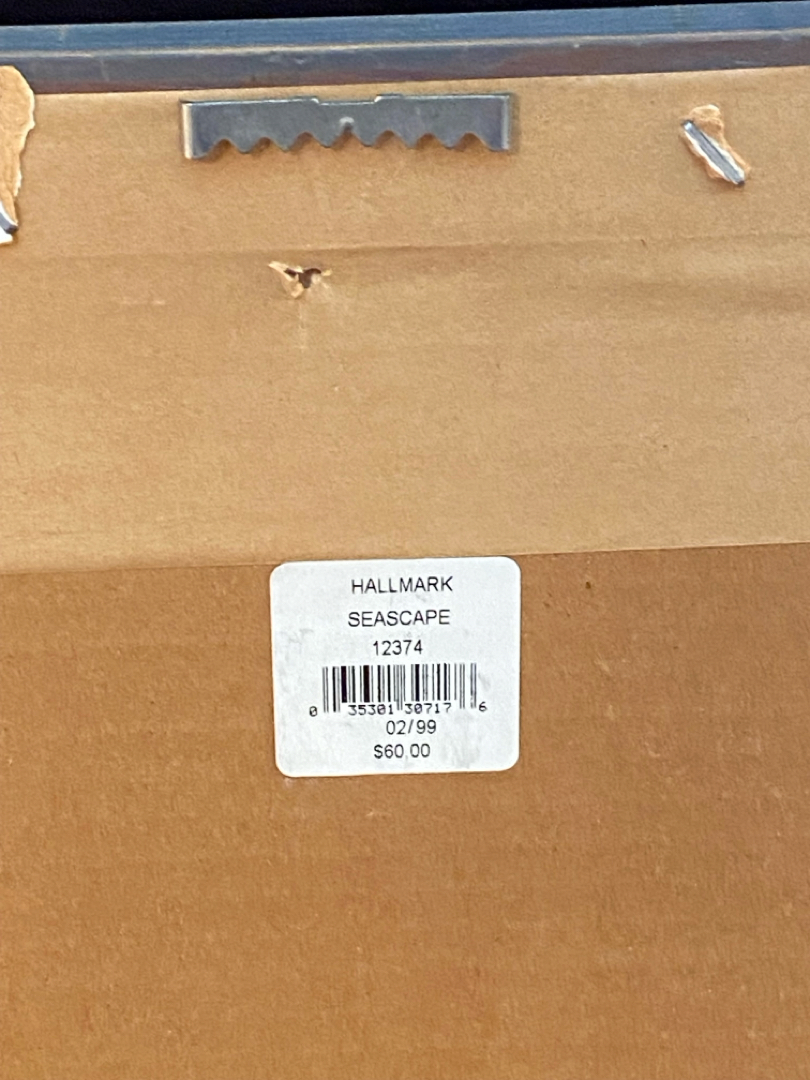 HALLMARK
SEASCAPE
12374
0 35301 30717 6
02/99
$60.00